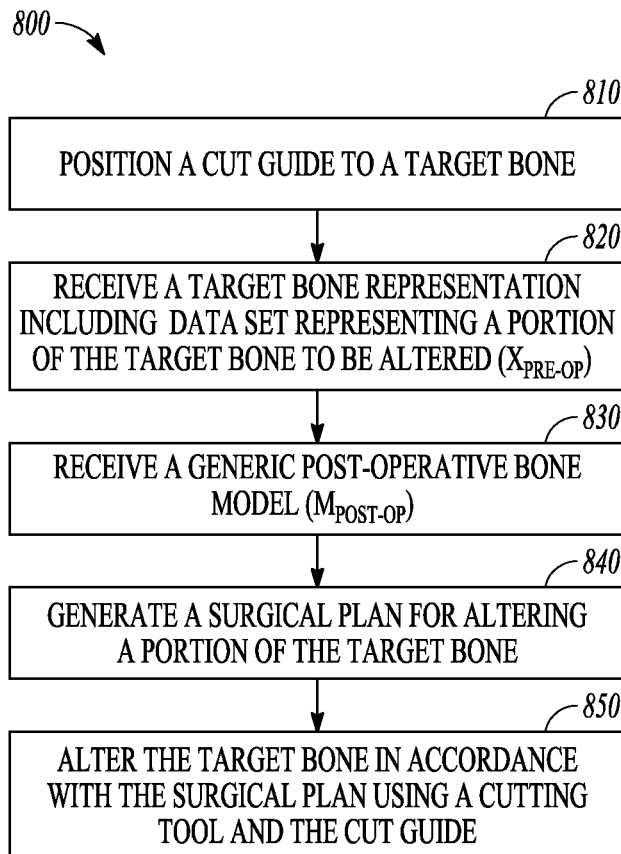 800
810
POSITION A CUT GUIDE TO A TARGET BONE
820
RECEIVE A TARGET BONE REPRESENTATION
INCLUDING DATA SET REPRESENTING A PORTION
OF THE TARGET BONE TO BE ALTERED (XPRE-OP)
830
RECEIVE A GENERIC POST-OPERATIVE BONE
MODEL (MPOST-OP)
840
GENERATE A SURGICAL PLAN FOR ALTERING
A PORTION OF THE TARGET BONE
850
ALTER THE TARGET BONE IN ACCORDANCE
WITH THE SURGICAL PLAN USING A CUTTING
TOOL AND THE CUT GUIDE